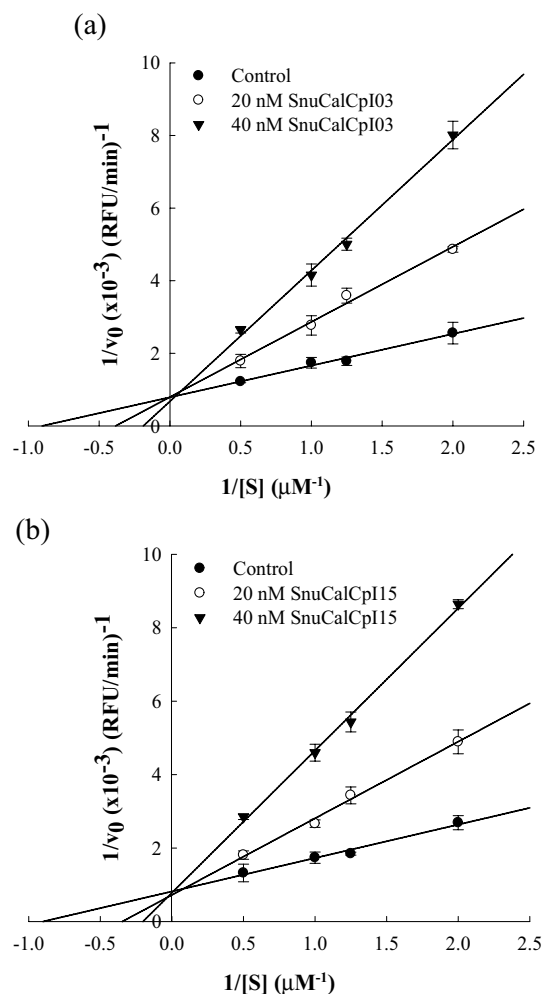 (a)
Control
20 nM SnuCalCpI03
40 nM SnuCalCpI03
1/v0 (x10-3) (RFU/min)-1
10
8
6
4
2
0
-1.0 -0.5 0.0 0.5 1.0 1.5 2.0 2.5
1/[S] (μM-1)
(b)
Control
20 nM SnuCalCpI15
40 nM SnuCalCpI15
1/v0 (x10-3) (RFU/min)-1
10
8
6
4
2
0
-1.0 -0.5 0.0 0.5 1.0 1.5 2.0 2.5
1/[S] (μM-1)